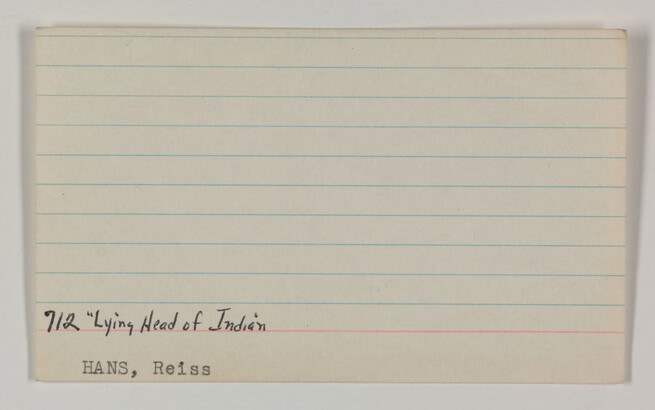 712 "Lying Head of Indian
HANS, Reiss